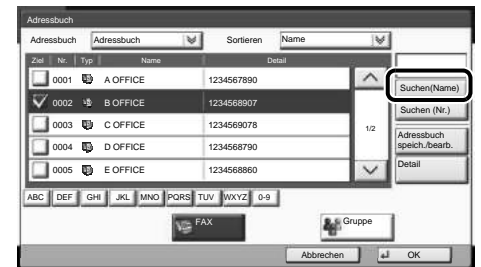 Adressbuch
Adressbuch Adressbuch Sortieren Name
Ziel Nr. Typ Name Detail
0001 A OFFICE 1234567890
Suchen(Name)
0002 B OFFICE 1234568907
Suchen (Nr.)
0003 C OFFICE 1234569078
1/2
Adressbuch
speich./bearb.
0004 D OFFICE 1234568790
0005 E OFFICE 1234568860
Detail
ABC DEF GHI JKL MNO PQRS TUV WXYZ 0-9
FAX Gruppe
Abbrechen OK